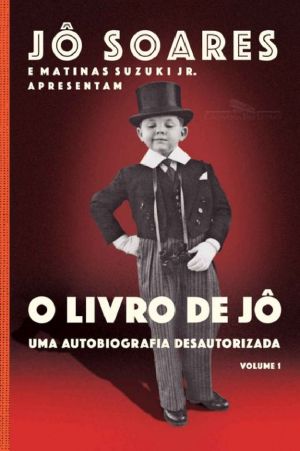 JÔ SOARES
E MATINAS SUZUKI JR.
APRESENTAM
O LIVRO DE JÔ
UMA AUTOBIOGRAFIA DESAUTORIZADA
VOLUME 1